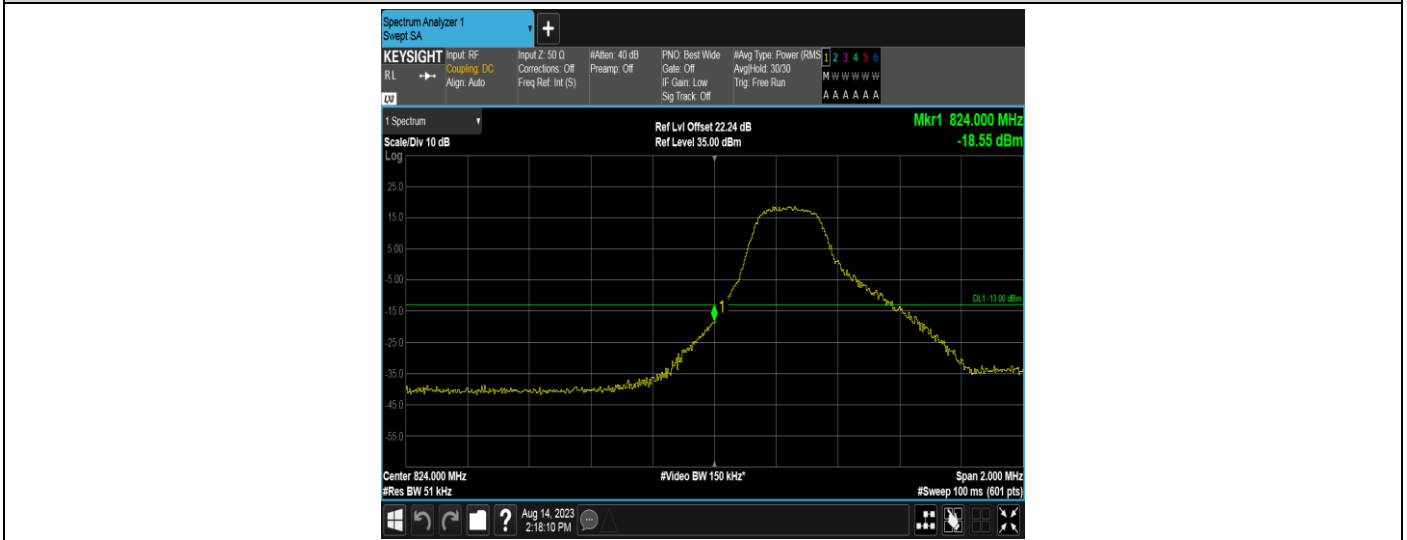 Spectrum Analyzer 1
Swept SA
+
KEYSIGHT
RL
LXI
Input: RF
Coupling: DC
Align: Auto
Input Z: 50 Ω
Corrections: Off
Freq Ref: Int (S)
#Atten: 40 dB
Preamp: Off
PNO: Best Wide
Gate: Off
IF Gain: Low
Sig Track: Off
#Avg Type: Power (RMS
Avg|Hold: 30/30
Trig: Free Run
1 2 3 4 5 6
M W W W W W
A A A A A A
1 Spectrum
Scale/Div 10 dB
Ref Lvl Offset 22.24 dB
Ref Level 35.00 dBm
Mkr1 824.000 MHz
-18.55 dBm
Log
25.0
15.0
5.00
-5.00
-15.0
-25.0
-35.0
-45.0
-55.0
1
DL1 -13.00 dBm
Center 824.000 MHz
#Res BW 51 kHz
#Video BW 150 kHz*
Span 2.000 MHz
#Sweep 100 ms (601 pts)
?
Aug 14, 2023
2:18:10 PM